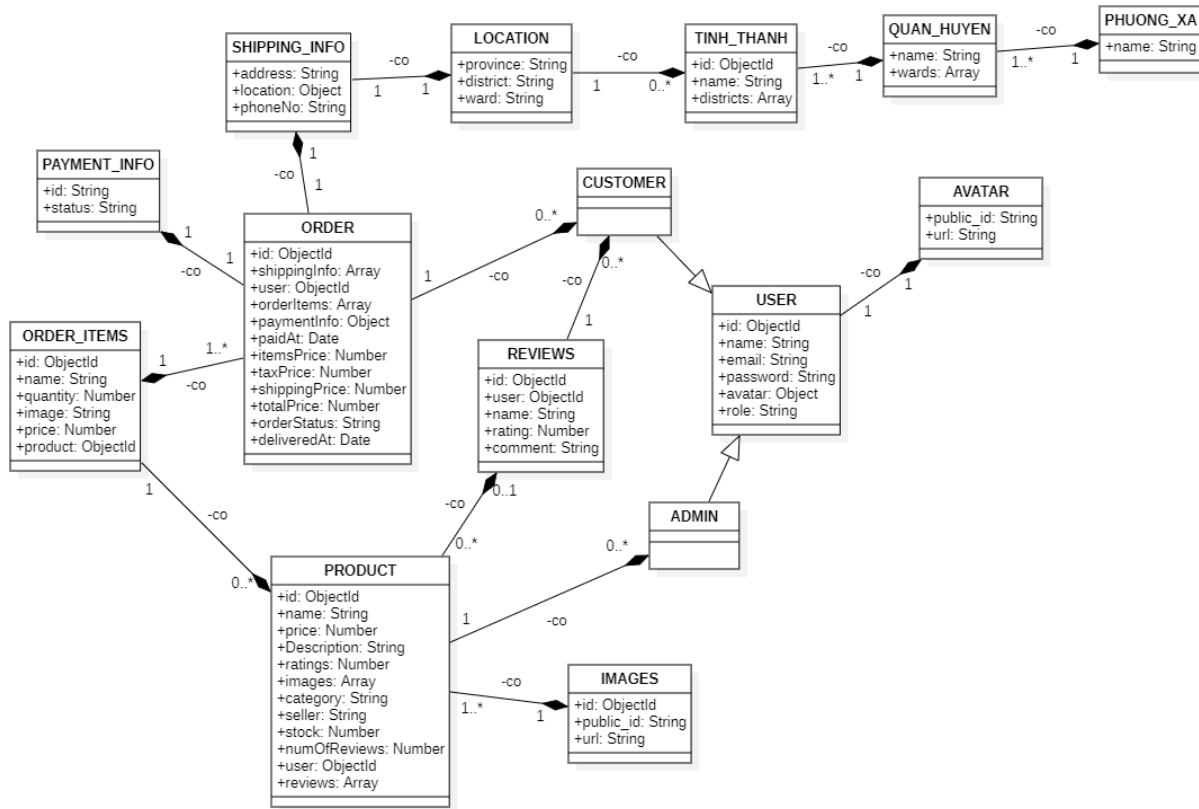 SHIPPING_INFO
+address: String
+location: Object
+phoneNo: String
-co
1
1
LOCATION
+province: String
+district: String
+ward: String
-co
1
0..*
TINH_THANH
+id: ObjectId
+name: String
+districts: Array
-co
1..*
1
QUAN_HUYEN
+name: String
+wards: Array
-co
1..*
1
PHUONG_XA
+name: String
1
-co
1
PAYMENT_INFO
+id: String
+status: String
1
1
-co
ORDER
+id: ObjectId
+shippingInfo: Array
+user: ObjectId
+orderItems: Array
+paymentInfo: Object
+paidAt: Date
+itemsPrice: Number
+taxPrice: Number
+shippingPrice: Number
+totalPrice: Number
+orderStatus: String
+deliveredAt: Date
0..*
-co
1
CUSTOMER
0..*
-co
1
AVATAR
+public_id: String
+url: String
-co
1
1
USER
+id: ObjectId
+name: String
+email: String
+password: String
+avatar: Object
+role: String
ORDER_ITEMS
+id: ObjectId
+name: String
+quantity: Number
+image: String
+price: Number
+product: ObjectId
1
1..*
-co
REVIEWS
+id: ObjectId
+user: ObjectId
+name: String
+rating: Number
+comment: String
0..1
-co
0..*
1
-co
0..*
ADMIN
0..*
1
-co
PRODUCT
+id: ObjectId
+name: String
+price: Number
+Description: String
+ratings: Number
+images: Array
+category: String
+seller: String
+stock: Number
+numOfReviews: Number
+user: ObjectId
+reviews: Array
-co
1..*
1
IMAGES
+id: ObjectId
+public_id: String
+url: String